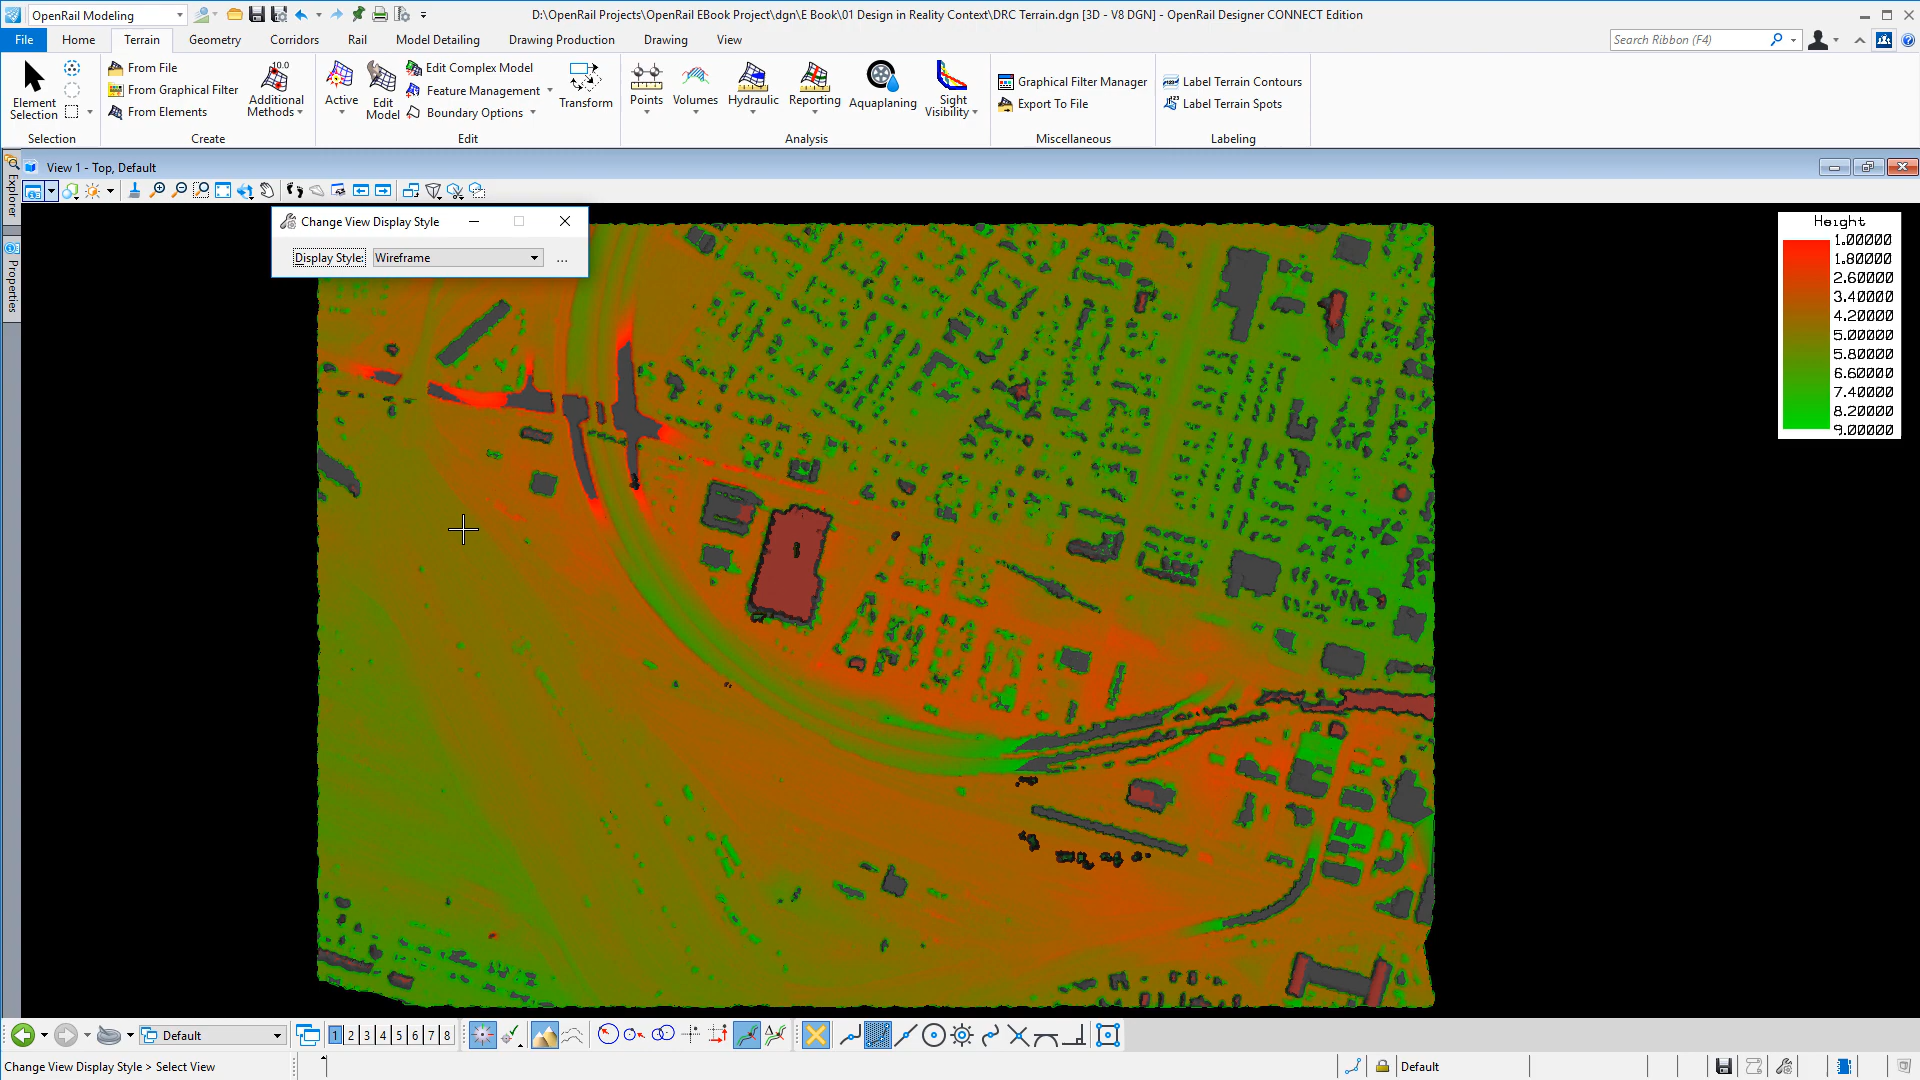 OpenRail Modeling
D:\OpenRail Projects\OpenRail EBook Project\dgn\E Book\01 Design in Reality Context\DRC Terrain.dgn [3D - V8 DGN] - OpenRail Designer CONNECT Edition
File Home Terrain Geometry Corridors Rail Model Detailing Drawing Production Drawing View
Search Ribbon (F4)
Element Selection
Selection
From File
From Graphical Filter
From Elements
10.0
Additional Methods
Create
Active
Edit Model
Edit Complex Model
Feature Management
Boundary Options
Transform
Edit
Points
Volumes
Hydraulic
Reporting
Aquaplaning
Sight Visibility
Analysis
Graphical Filter Manager
Export To File
Miscellaneous
Label Terrain Contours
Label Terrain Spots
Labeling
Explorer
Properties
View 1 - Top, Default
Change View Display Style
Display Style: Wireframe ...
Height
1.00000
1.80000
2.60000
3.40000
4.20000
5.00000
5.80000
6.60000
7.40000
8.20000
9.00000
Default
1 2 3 4 5 6 7 8
Change View Display Style > Select View
Default